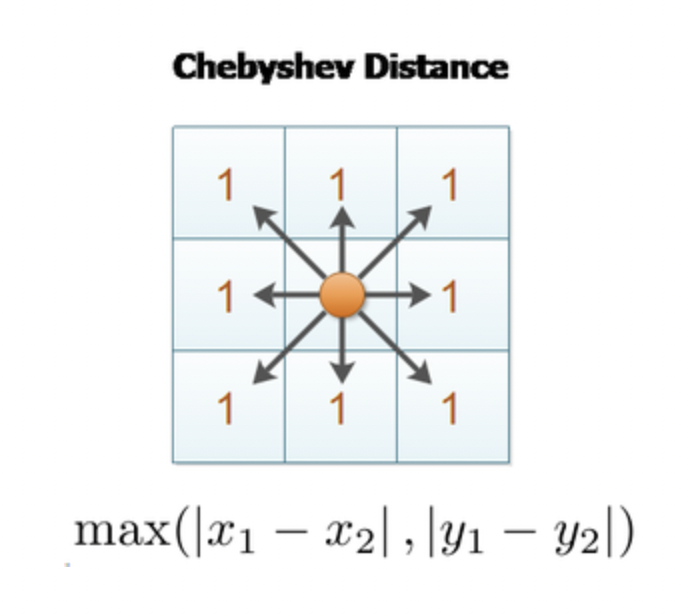 Chebyshev Distance
1 1 1
1 1
1 1 1
max(|x₁ − x₂| , |y₁ − y₂|)